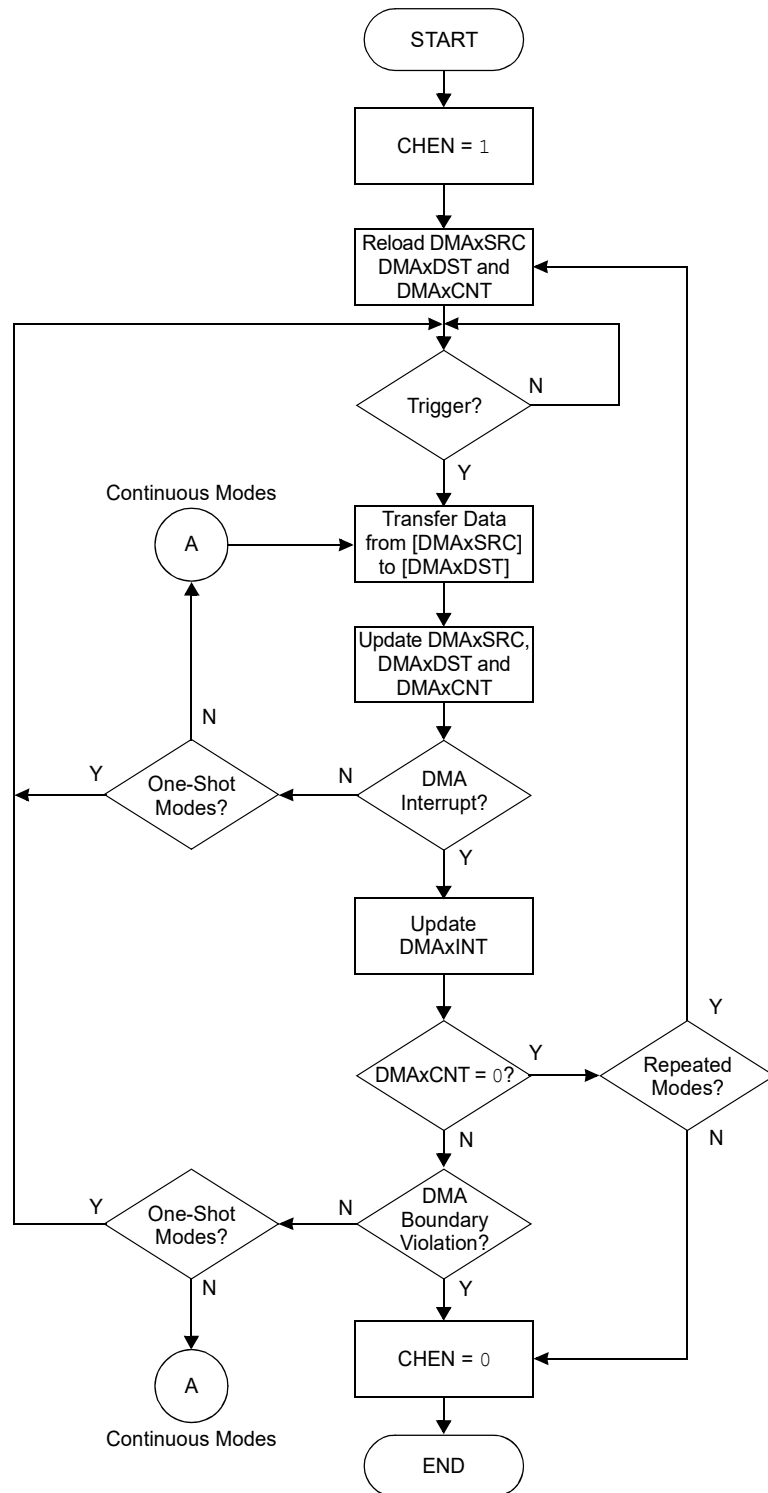 START
CHEN = 1
Reload DMAxSRC
DMAxDST and
DMAxCNT
N
Trigger?
Y
Continuous Modes
A
Transfer Data
from [DMAxSRC]
to [DMAxDST]
Update DMAxSRC,
DMAxDST and
DMAxCNT
N
Y
One-Shot
Modes?
N
DMA
Interrupt?
Y
Update
DMAxINT
DMAxCNT = 0?
Y
Y
Repeated
Modes?
N
N
Y
One-Shot
Modes?
N
DMA
Boundary
Violation?
N
Y
CHEN = 0
A
Continuous Modes
END